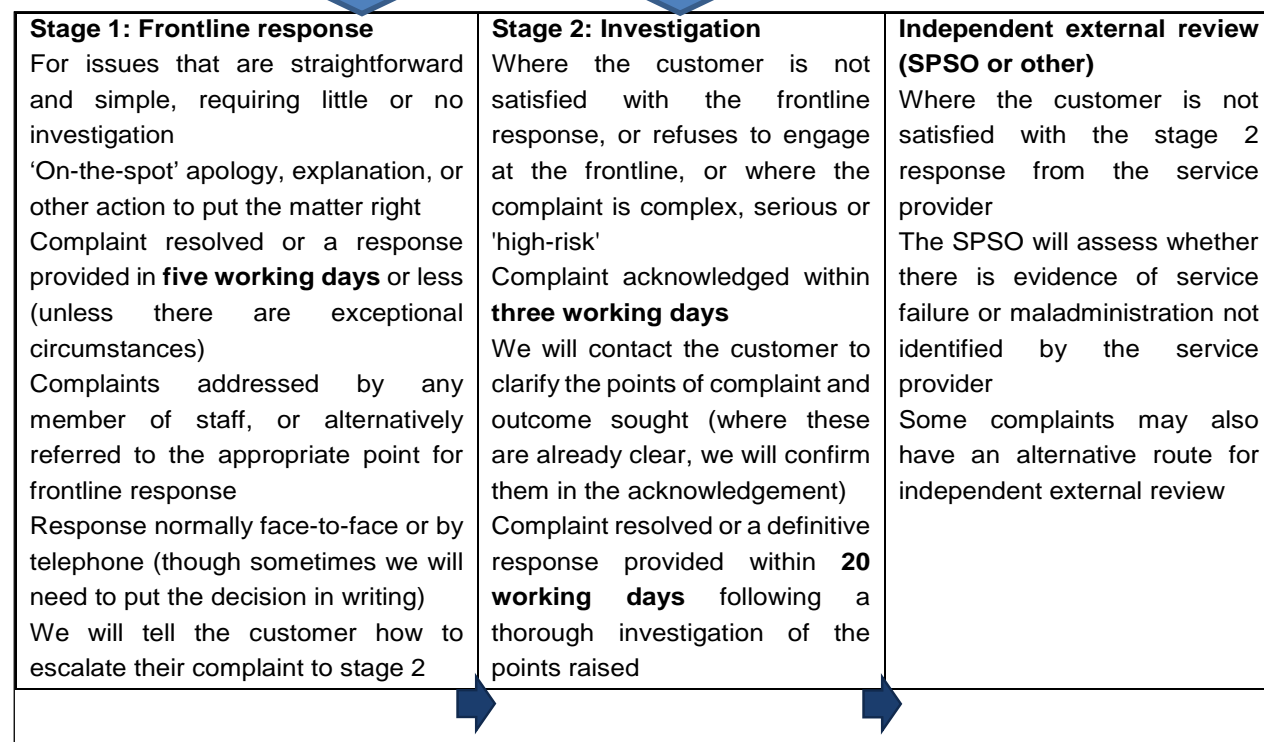 Stage 1: Frontline response
For issues that are straightforward
and simple, requiring little or no
investigation
‘On-the-spot’ apology, explanation, or
other action to put the matter right
Complaint resolved or a response
provided in five working days or less
(unless there are exceptional
circumstances)
Complaints addressed by any
member of staff, or alternatively
referred to the appropriate point for
frontline response
Response normally face-to-face or by
telephone (though sometimes we will
need to put the decision in writing)
We will tell the customer how to
escalate their complaint to stage 2
Stage 2: Investigation
Where the customer is not
satisfied with the frontline
response, or refuses to engage
at the frontline, or where the
complaint is complex, serious or
'high-risk'
Complaint acknowledged within
three working days
We will contact the customer to
clarify the points of complaint and
outcome sought (where these
are already clear, we will confirm
them in the acknowledgement)
Complaint resolved or a definitive
response provided within 20
working days following a
thorough investigation of the
points raised
Independent external review
(SPSO or other)
Where the customer is not
satisfied with the stage 2
response from the service
provider
The SPSO will assess whether
there is evidence of service
failure or maladministration not
identified by the service
provider
Some complaints may also
have an alternative route for
independent external review